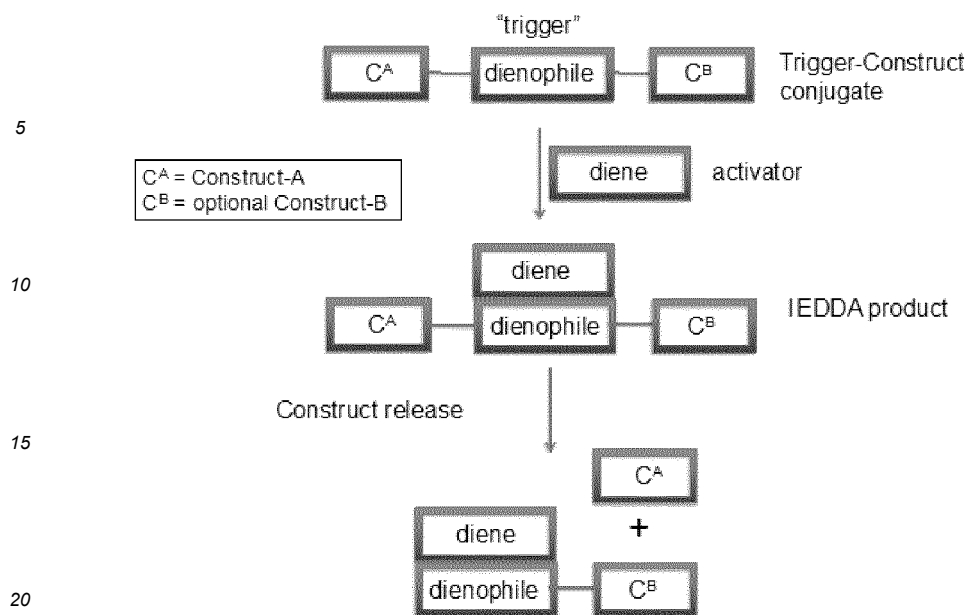 “trigger”
C^A dienophile C^B Trigger-Construct
conjugate
5
C^A = Construct-A
C^B = optional Construct-B
diene activator
10
diene
C^A dienophile C^B IEDDA product
Construct release
15
C^A
+
diene
dienophile C^B
20